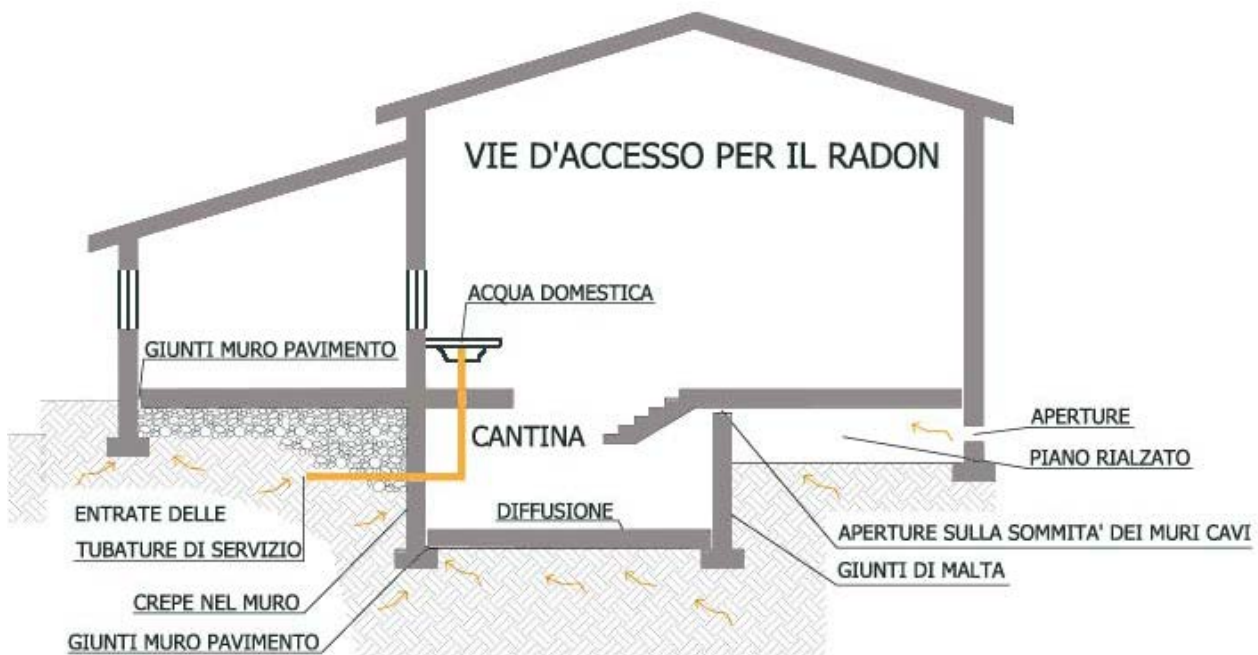 VIE D'ACCESSO PER IL RADON
ACQUA DOMESTICA
GIUNTI MURO PAVIMENTO
CANTINA
APERTURE
PIANO RIALZATO
ENTRATE DELLE
TUBATURE DI SERVIZIO
DIFFUSIONE
APERTURE SULLA SOMMITA' DEI MURI CAVI
GIUNTI DI MALTA
CREPE NEL MURO
GIUNTI MURO PAVIMENTO